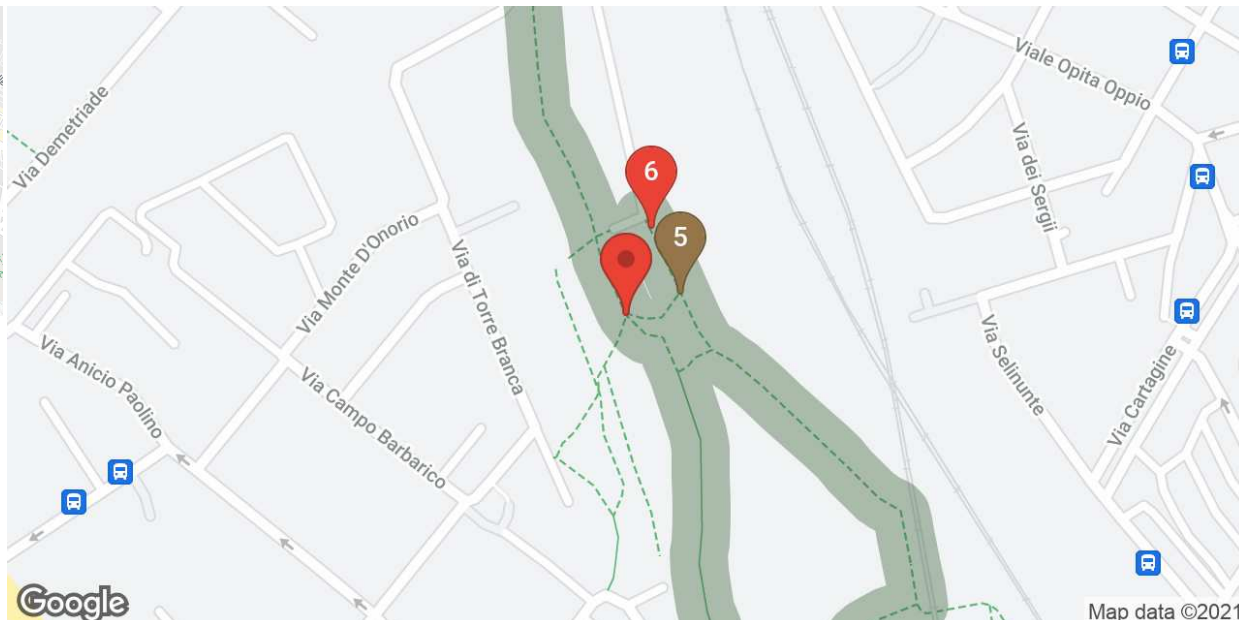 Viale Opita Oppio
Via Demetriade
Via dei Sergii
6
5
Via Monte D'Onorio
Via di Torre Branca
Via Anicio Paolino
Via Campo Barbarico
Via Selinunte
Via Cartagine
Google
Map data ©2021